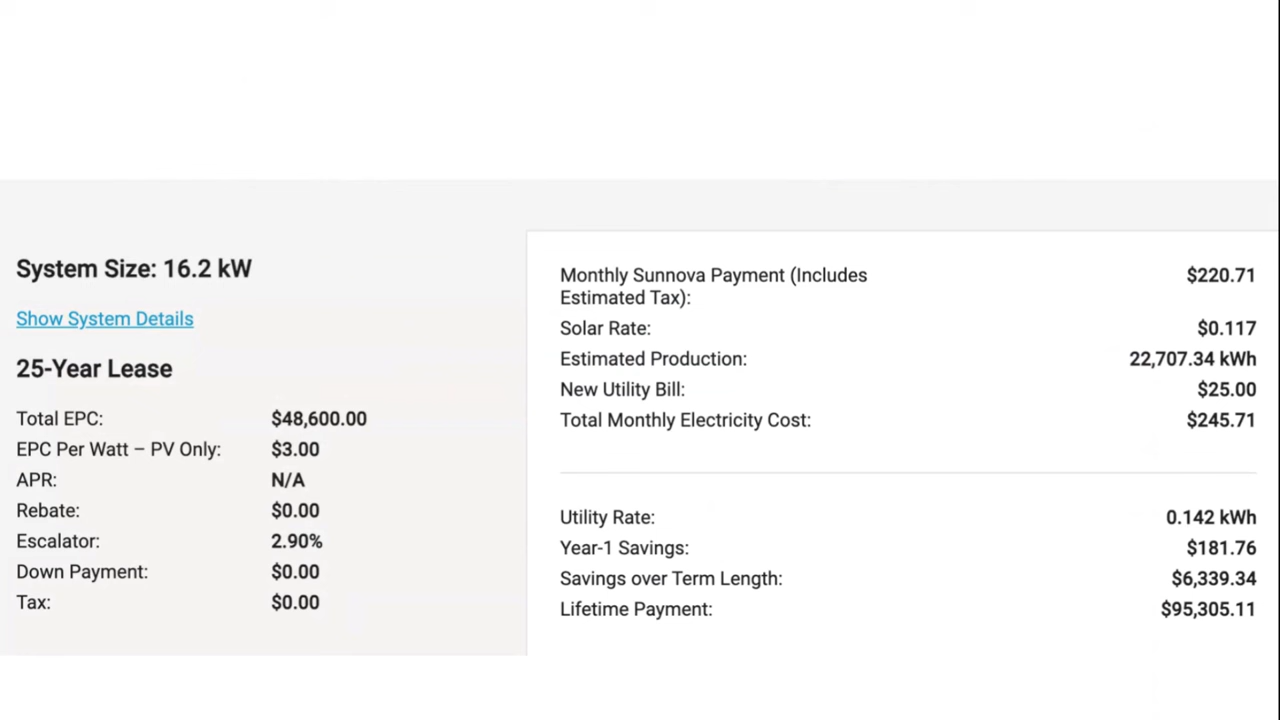 System Size: 16.2 kW
Show System Details
25-Year Lease
Total EPC: $48,600.00
EPC Per Watt – PV Only: $3.00
APR: N/A
Rebate: $0.00
Escalator: 2.90%
Down Payment: $0.00
Tax: $0.00
Monthly Sunnova Payment (Includes $220.71
Estimated Tax):
Solar Rate: $0.117
Estimated Production: 22,707.34 kWh
New Utility Bill: $25.00
Total Monthly Electricity Cost: $245.71
Utility Rate: 0.142 kWh
Year-1 Savings: $181.76
Savings over Term Length: $6,339.34
Lifetime Payment: $95,305.11